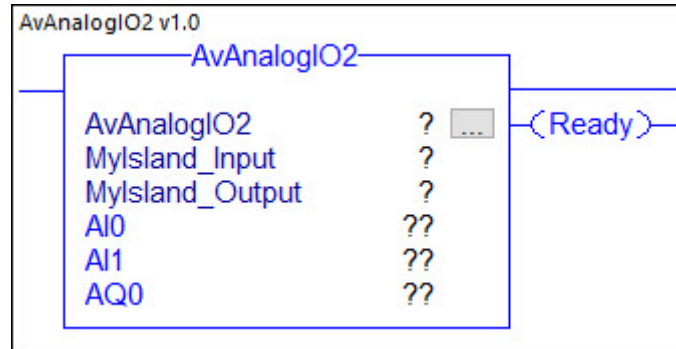 AvAnalogIO2 v1.0
AvAnalogIO2
AvAnalogIO2 ? ... (Ready)
MyIsland_Input ?
MyIsland_Output ?
AI0 ??
AI1 ??
AQ0 ??